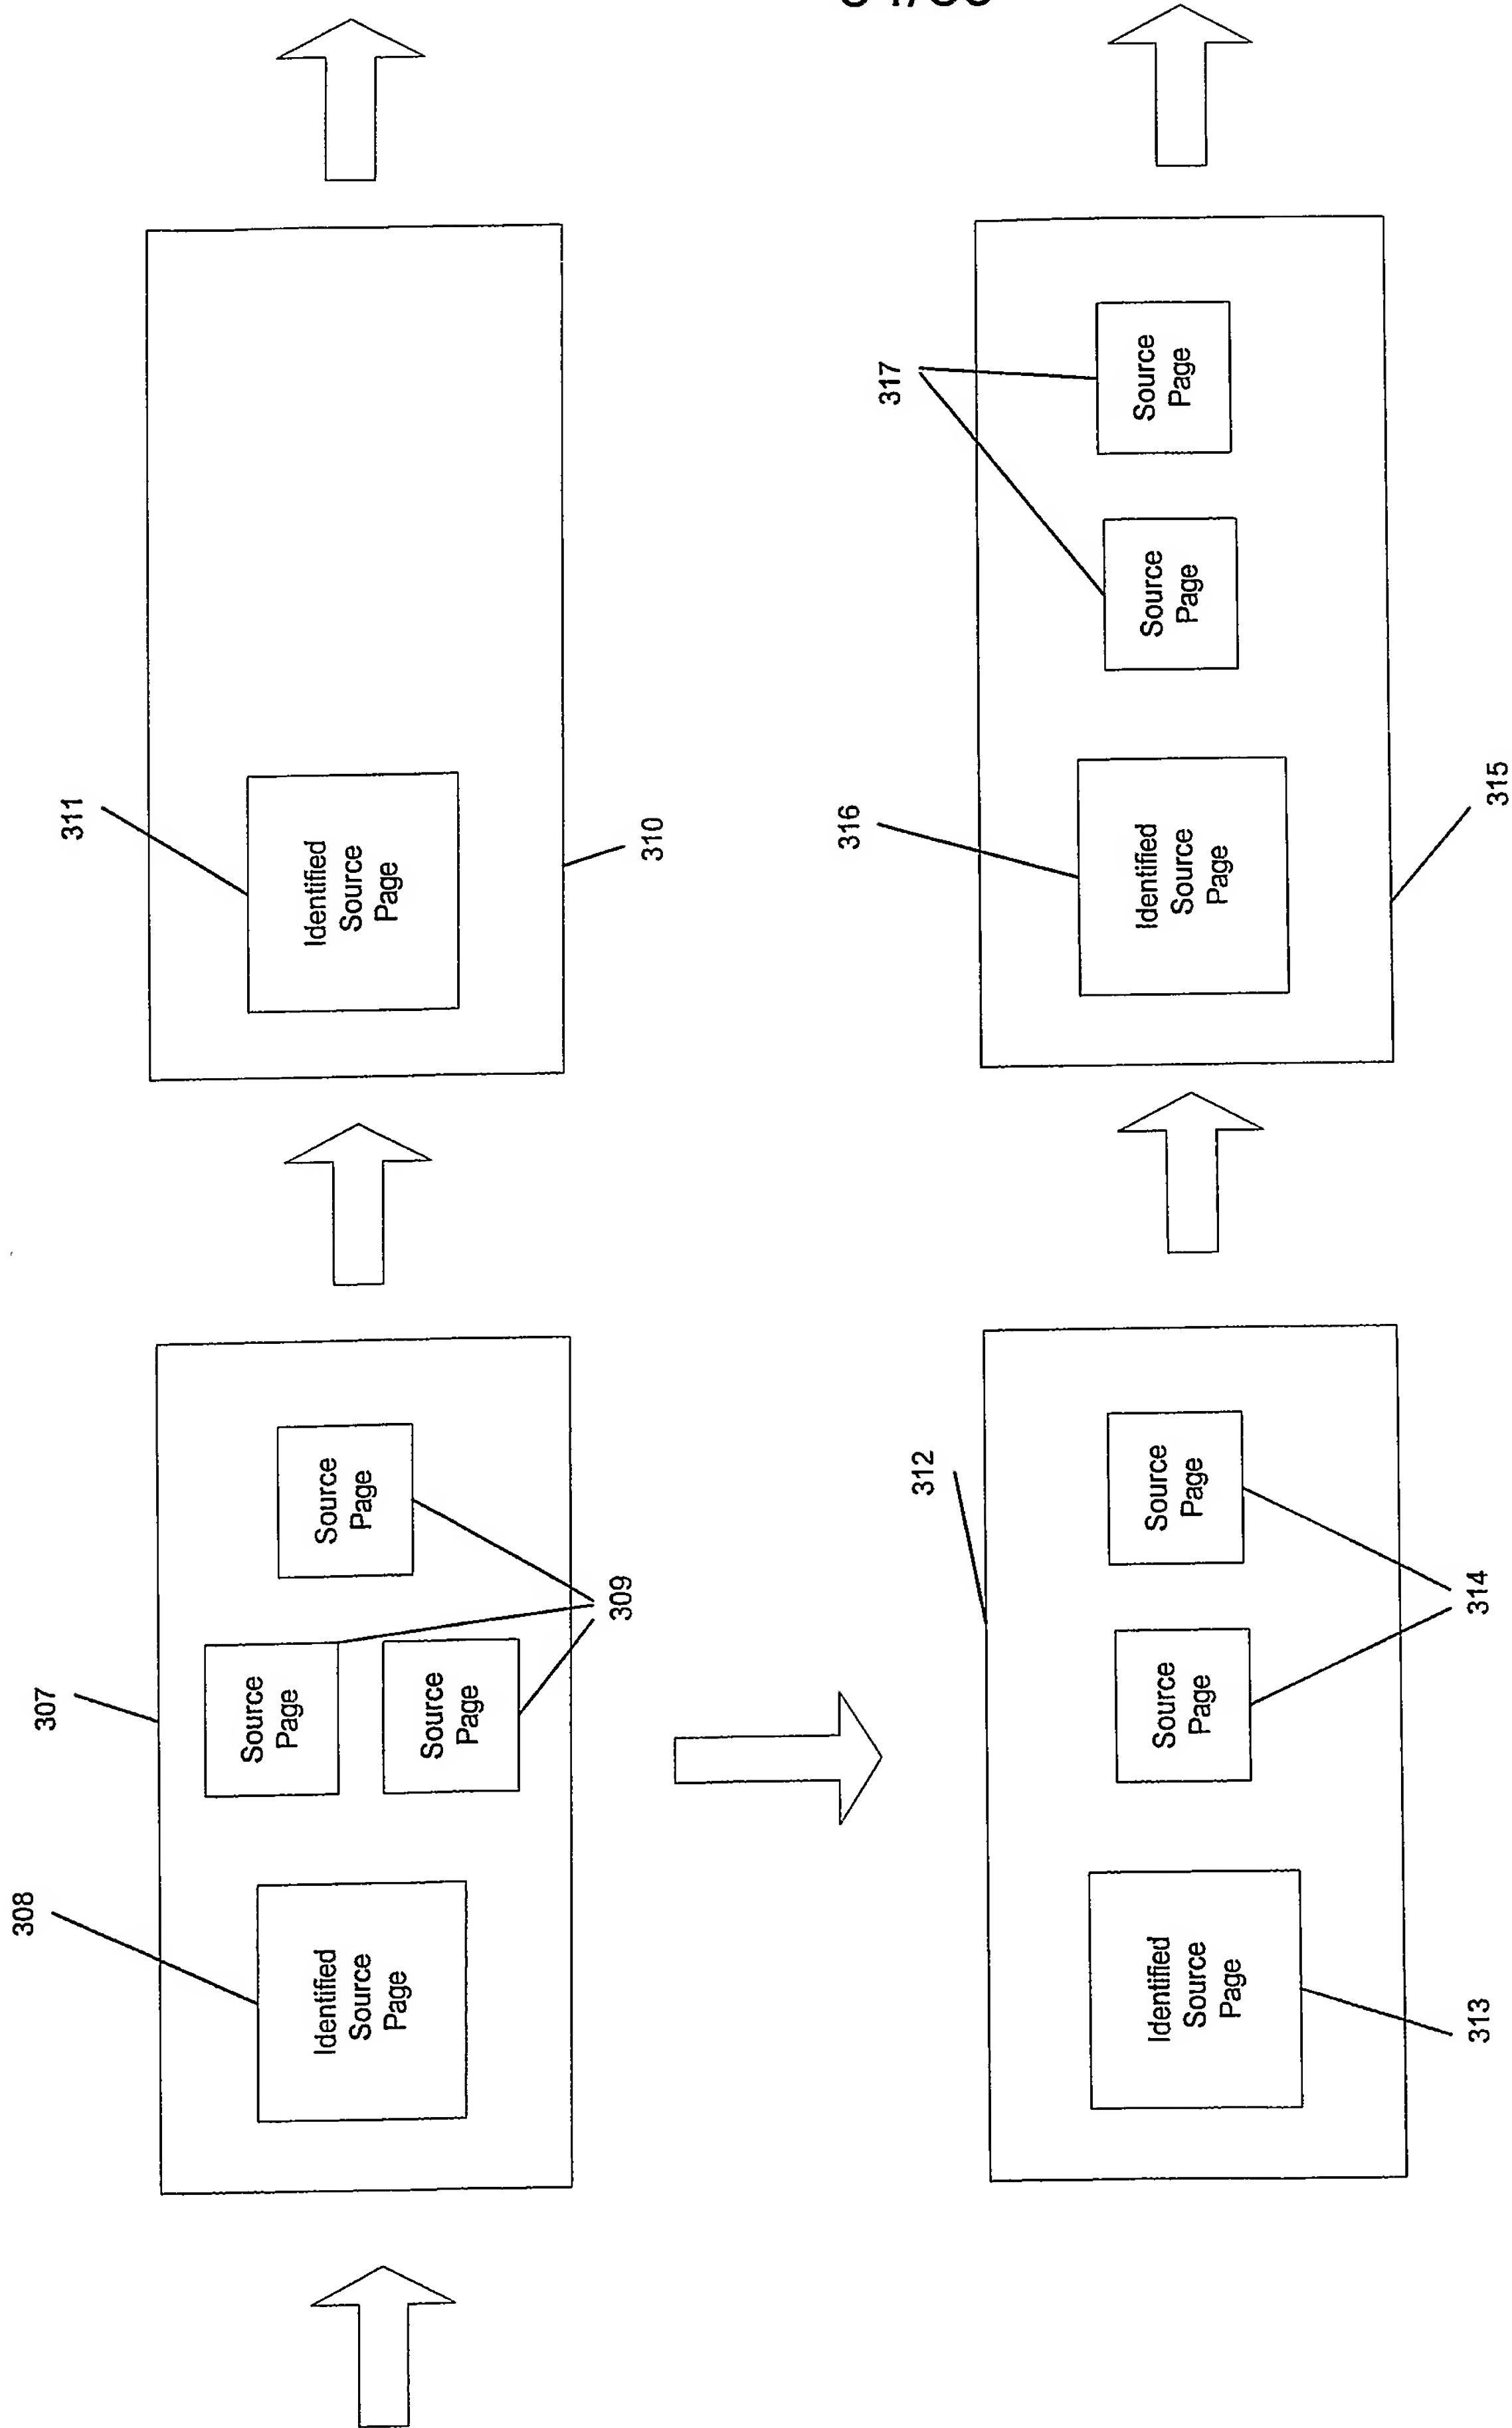 308
307
Identified
Source
Page
Source
Page
Source
Page
Source
Page
309
311
Identified
Source
Page
310
312
Identified
Source
Page
Source
Page
Source
Page
313
314
316
317
Identified
Source
Page
Source
Page
Source
Page
315